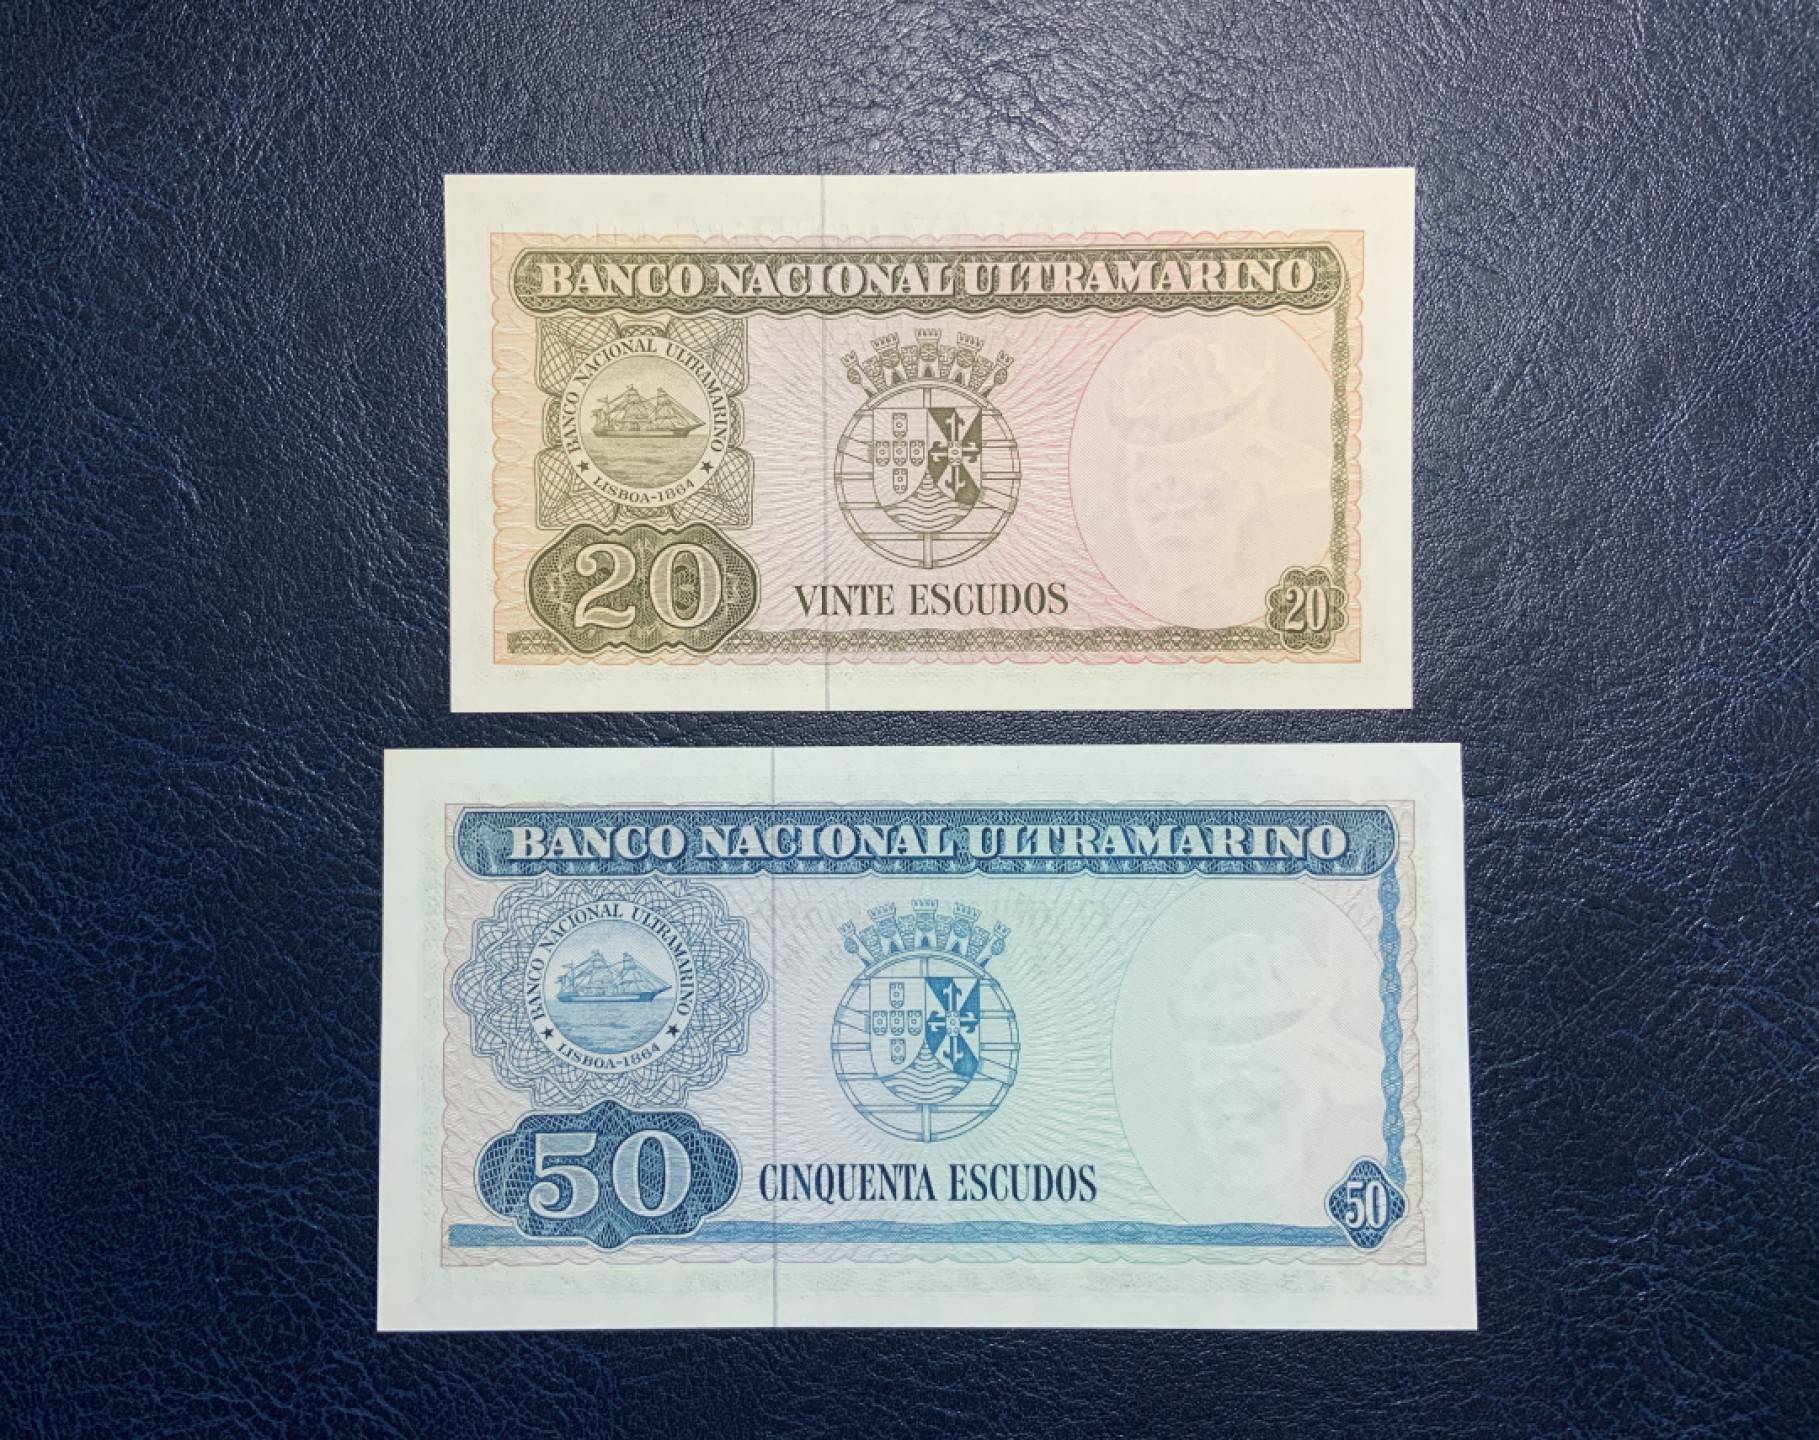 BANCO NACIONAL ULTRAMARINO
BANCO NACIONAL ULTRAMARINO
LISBOA-1864
20
VINTE ESCUDOS
20
BANCO NACIONAL ULTRAMARINO
BANCO NACIONAL ULTRAMARINO
LISBOA-1864
50
CINQUENTA ESCUDOS
50